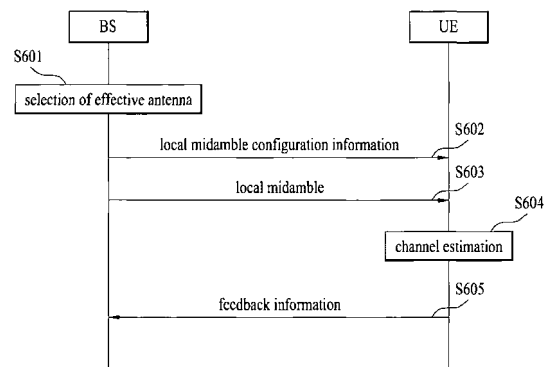 BS
UE
S601
selection of effective antenna
local midamble configuration information
S602
local midamble
S603
S604
channel estimation
feedback information
S605